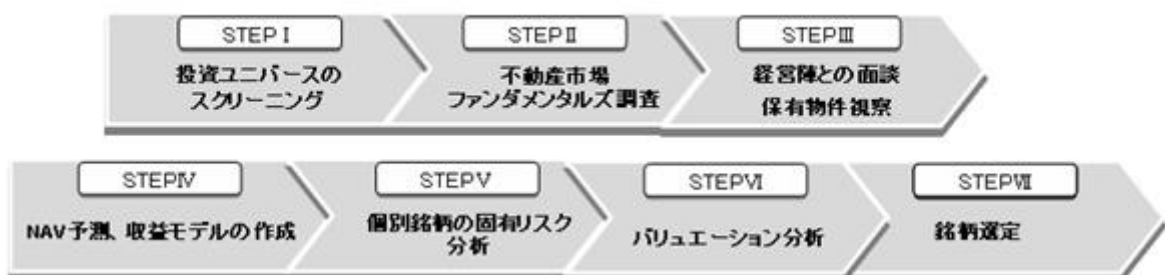 STEPⅠ
投資ユニバースの
スクリーニング
STEPⅡ
不動産市場
ファンダメンタルズ調査
STEPⅢ
経営陣との面談
保有物件視察
STEPⅣ
NAV予測、収益モデルの作成
STEPⅤ
個別銘柄の固有リスク
分析
STEPⅥ
バリュエーション分析
STEPⅦ
銘柄選定